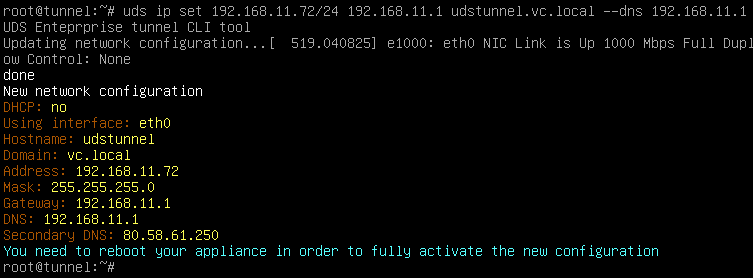 root@tunnel:~# uds ip set 192.168.11.72/24 192.168.11.1 udstunnel.vc.local --dns 192.168.11.1
UDS Enteprprise tunnel CLI tool
Updating network configuration...[  519.040825] e1000: eth0 NIC Link is Up 1000 Mbps Full Dupl
ow Control: None
done
New network configuration
DHCP: no
Using interface: eth0
Hostname: udstunnel
Domain: vc.local
Address: 192.168.11.72
Mask: 255.255.255.0
Gateway: 192.168.11.1
DNS: 192.168.11.1
Secondary DNS: 80.58.61.250
You need to reboot your appliance in order to fully activate the new configuration
root@tunnel:~#